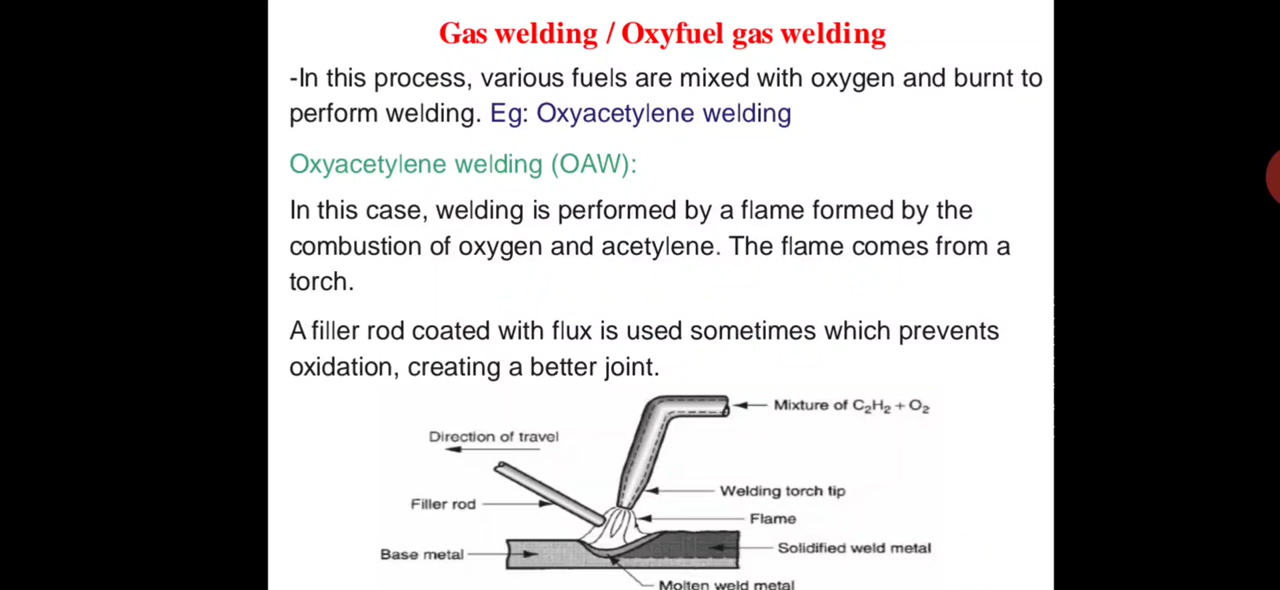 Gas welding / Oxyfuel gas welding
-In this process, various fuels are mixed with oxygen and burnt to
perform welding. Eg: Oxyacetylene welding
Oxyacetylene welding (OAW):
In this case, welding is performed by a flame formed by the
combustion of oxygen and acetylene. The flame comes from a
torch.
A filler rod coated with flux is used sometimes which prevents
oxidation, creating a better joint.
Mixture of C₂H₂ + O₂
Direction of travel
Welding torch tip
Filler rod
Flame
Solidified weld metal
Base metal
Molten weld metal